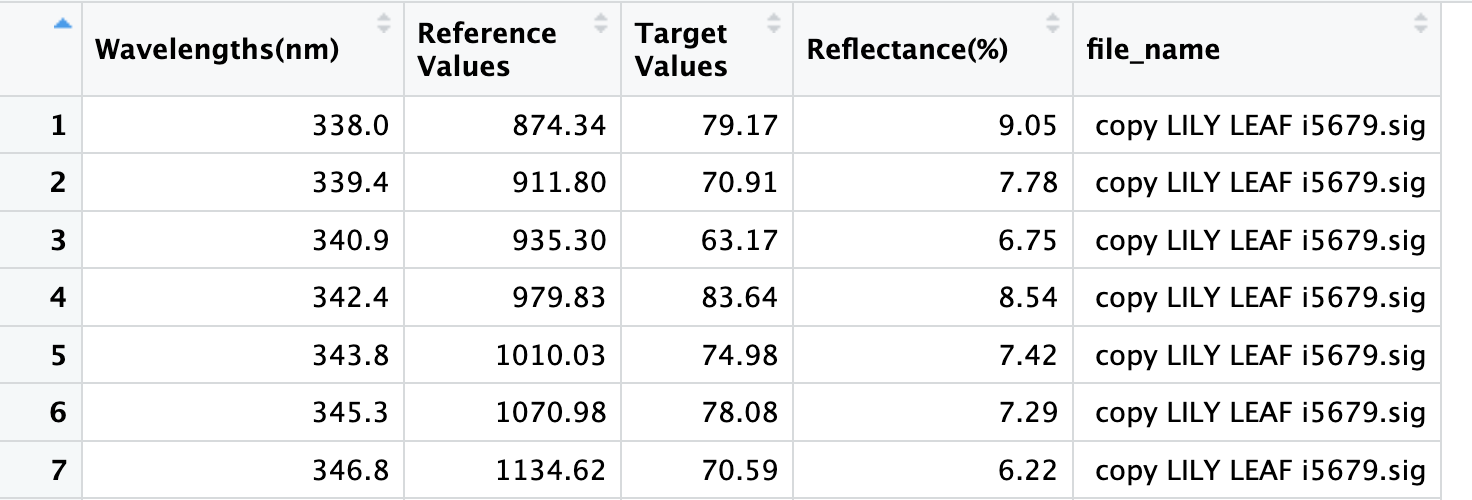 Wavelengths(nm) Reference Values Target Values Reflectance(%) file_name
1 338.0 874.34 79.17 9.05 copy LILY LEAF i5679.sig
2 339.4 911.80 70.91 7.78 copy LILY LEAF i5679.sig
3 340.9 935.30 63.17 6.75 copy LILY LEAF i5679.sig
4 342.4 979.83 83.64 8.54 copy LILY LEAF i5679.sig
5 343.8 1010.03 74.98 7.42 copy LILY LEAF i5679.sig
6 345.3 1070.98 78.08 7.29 copy LILY LEAF i5679.sig
7 346.8 1134.62 70.59 6.22 copy LILY LEAF i5679.sig